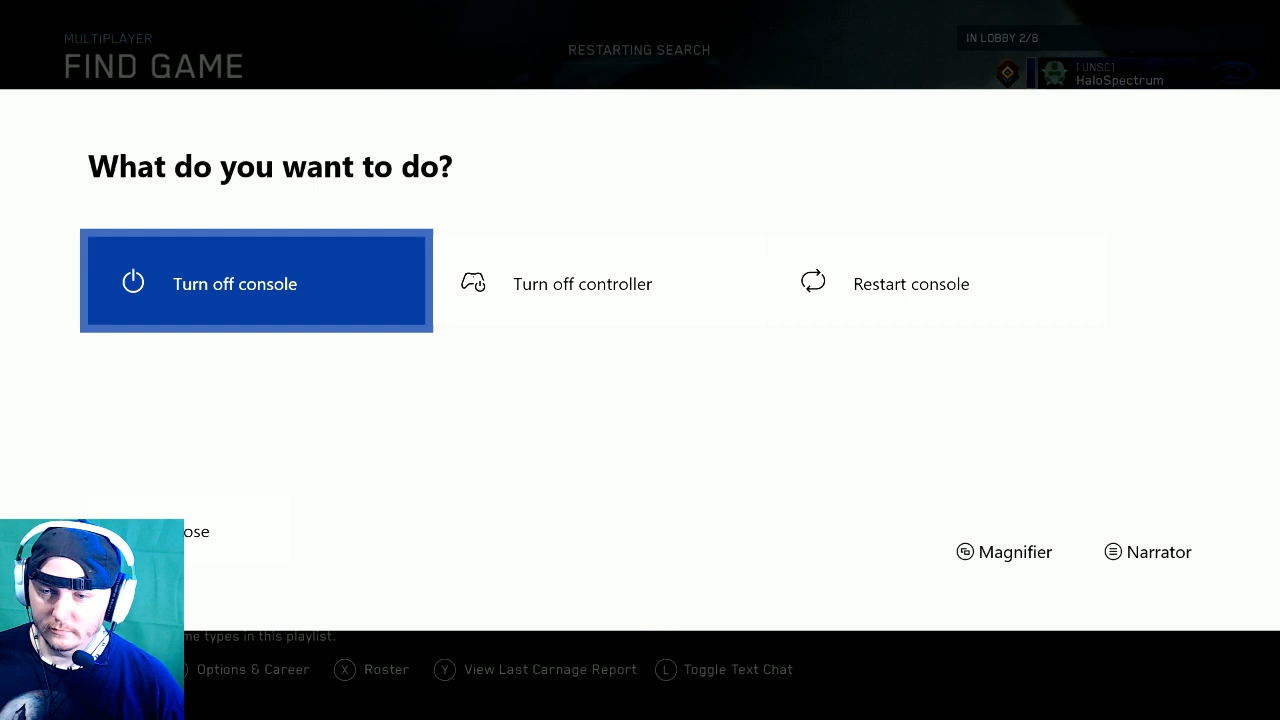 MULTIPLAYER
FIND GAME
RESTARTING SEARCH
IN LOBBY 2/8
[UNSC]
HaloSpectrum
What do you want to do?
Turn off console
Turn off controller
Restart console
ose
Magnifier
Narrator
me types in this playlist.
Options & Career
X Roster
Y View Last Carnage Report
L Toggle Text Chat